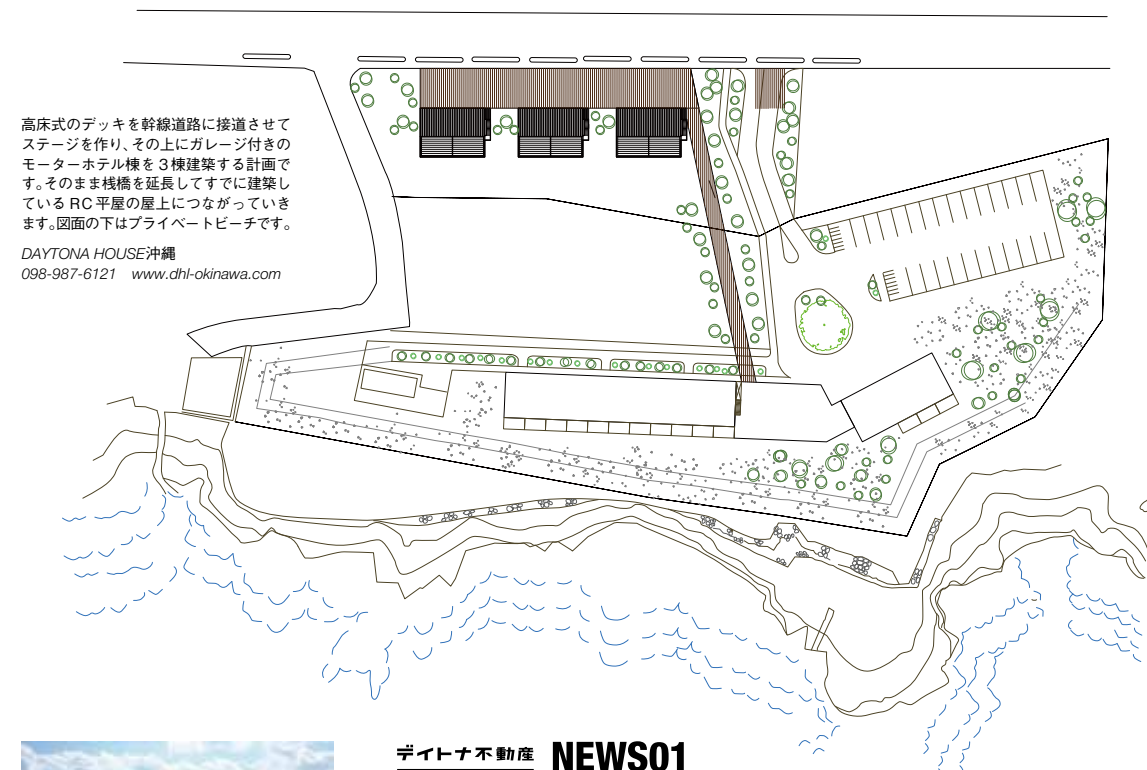 高床式のデッキを幹線道路に接道させて
ステージを作り、その上にガレージ付きの
モーターホテル棟を3棟建築する計画で
す。そのまま桟橋を延長してすでに建築し
ているRC平屋の屋上につながっていき
ます。図面の下はプライベートビーチです。
DAYTONA HOUSE沖縄
098-987-6121 www.dhl-okinawa.com
デイトナ不動産 NEWS01